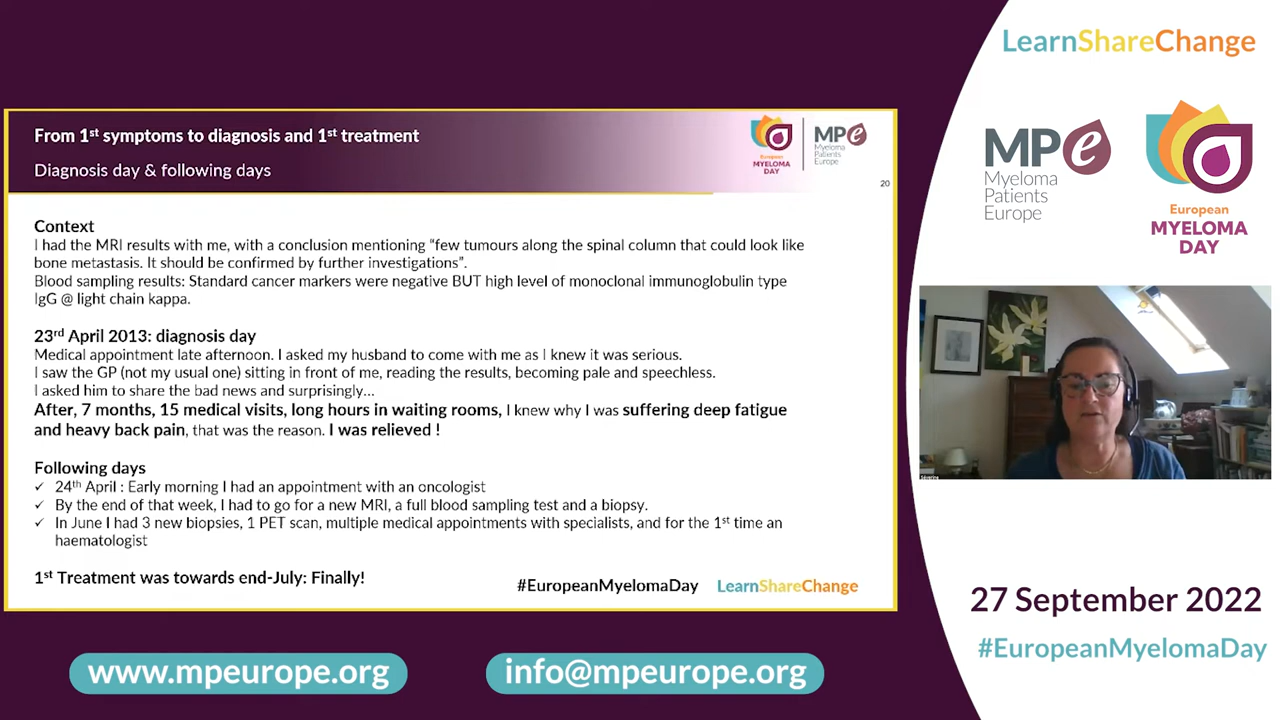 From 1st symptoms to diagnosis and 1st treatment
Diagnosis day & following days
European
MYELOMA
DAY
MPe
Myeloma
Patients
Europe
20
Context
I had the MRI results with me, with a conclusion mentioning “few tumours along the spinal column that could look like
bone metastasis. It should be confirmed by further investigations”.
Blood sampling results: Standard cancer markers were negative BUT high level of monoclonal immunoglobulin type
IgG @ light chain kappa.
23rd April 2013: diagnosis day
Medical appointment late afternoon. I asked my husband to come with me as I knew it was serious.
I saw the GP (not my usual one) sitting in front of me, reading the results, becoming pale and speechless.
I asked him to share the bad news and surprisingly...
After, 7 months, 15 medical visits, long hours in waiting rooms, I knew why I was suffering deep fatigue
and heavy back pain, that was the reason. I was relieved !
Following days
✓ 24th April : Early morning I had an appointment with an oncologist
✓ By the end of that week, I had to go for a new MRI, a full blood sampling test and a biopsy.
✓ In June I had 3 new biopsies, 1 PET scan, multiple medical appointments with specialists, and for the 1st time an
haematologist
1st Treatment was towards end-July: Finally!
#EuropeanMyelomaDay LearnShareChange
www.mpeurope.org
info@mpeurope.org
LearnShareChange
MPe
Myeloma
Patients
Europe
European
MYELOMA
DAY
Séverine
27 September 2022
#EuropeanMyelomaDay